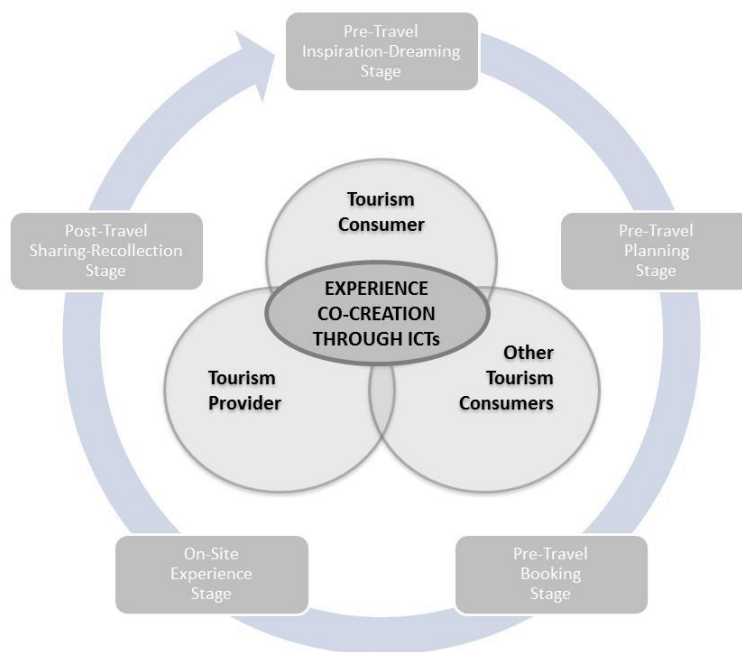 Pre-Travel
Inspiration-Dreaming
Stage
Tourism
Consumer
Post-Travel
Sharing-Recollection
Stage
Pre-Travel
Planning
Stage
EXPERIENCE
CO-CREATION
THROUGH ICTs
Tourism
Provider
Other
Tourism
Consumers
On-Site
Experience
Stage
Pre-Travel
Booking
Stage